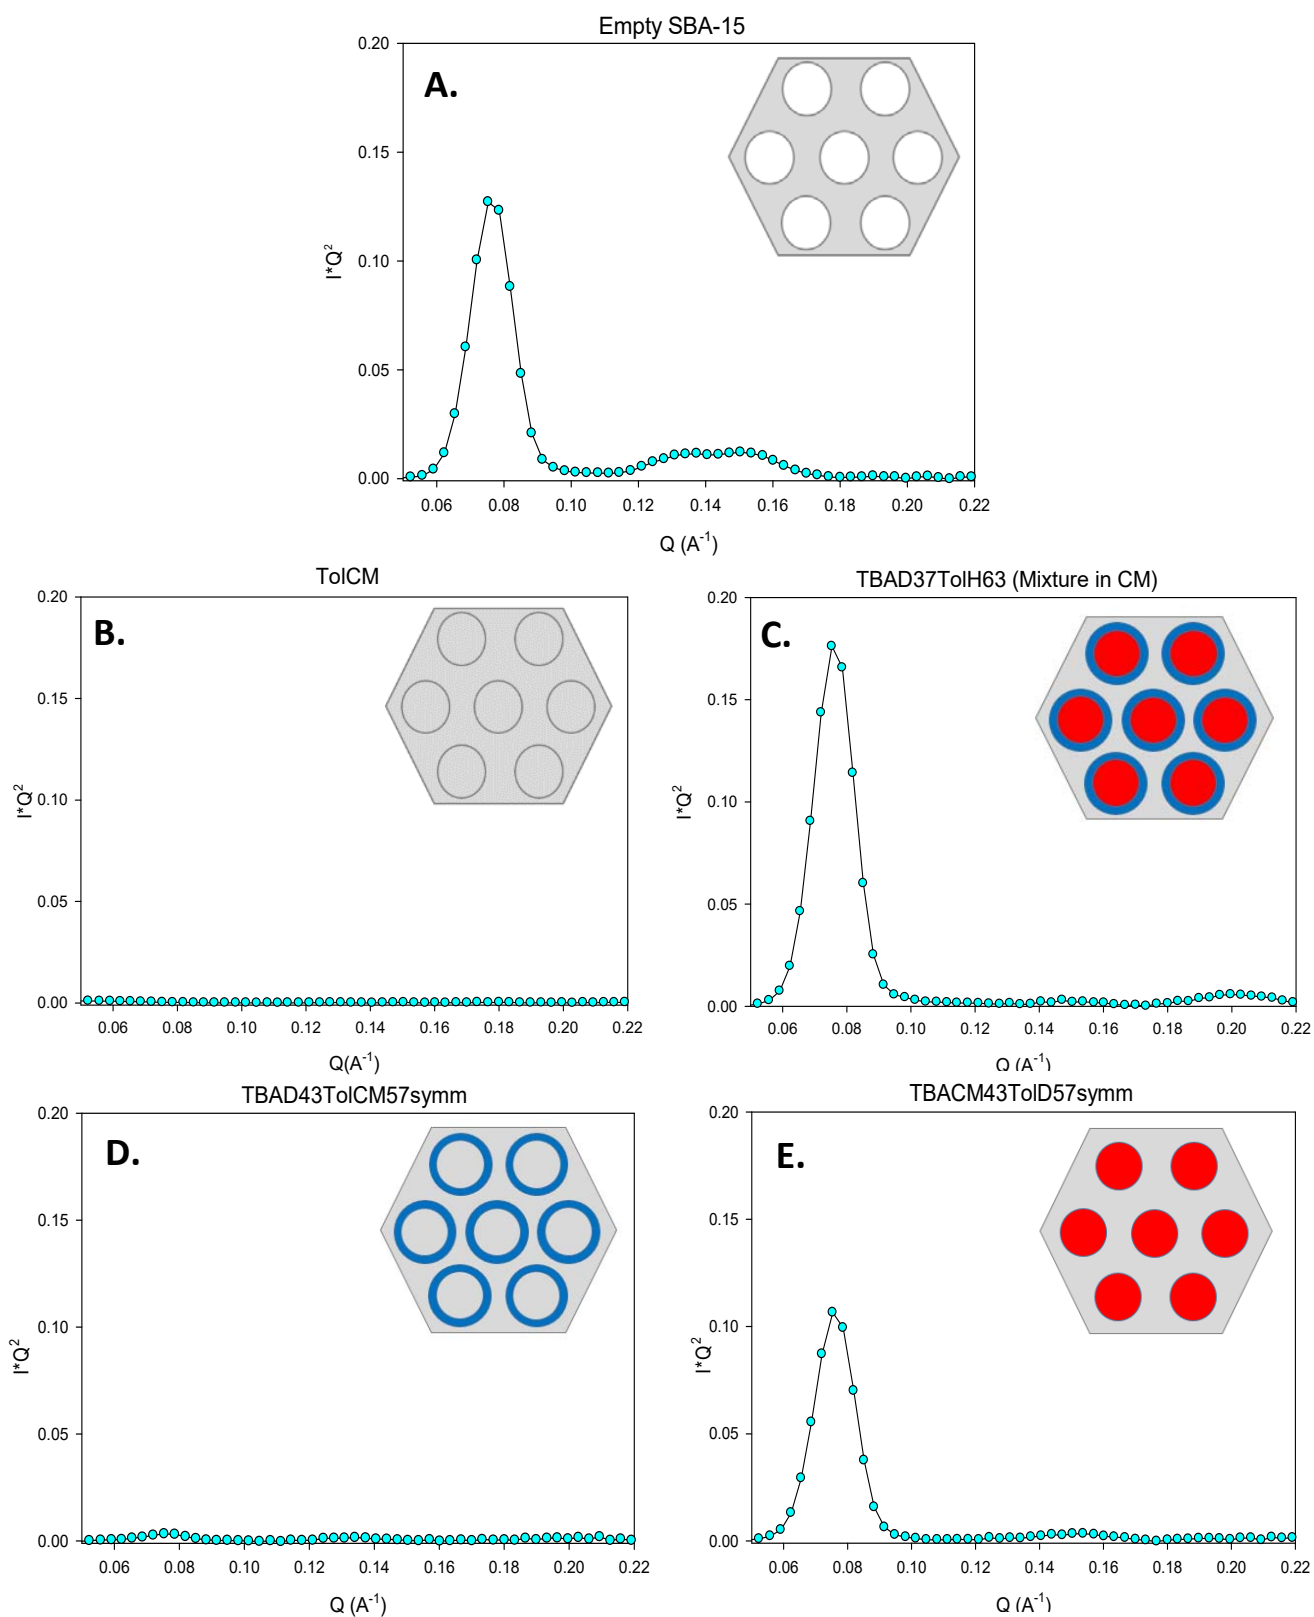 Empty SBA-15
A.
0.20
0.15
0.10
0.05
0.00
I*Q²
0.06 0.08 0.10 0.12 0.14 0.16 0.18 0.20 0.22
Q (A⁻¹)
TolCM
B.
0.20
0.15
0.10
0.05
0.00
I*Q²
0.06 0.08 0.10 0.12 0.14 0.16 0.18 0.20 0.22
Q(A⁻¹)
TBAD37TolH63 (Mixture in CM)
C.
0.20
0.15
0.10
0.05
0.00
I*Q²
0.06 0.08 0.10 0.12 0.14 0.16 0.18 0.20 0.22
Q (A⁻¹)
TBAD43TolCM57symm
D.
0.20
0.15
0.10
0.05
0.00
I*Q²
0.06 0.08 0.10 0.12 0.14 0.16 0.18 0.20 0.22
Q (A⁻¹)
TBACM43TolD57symm
E.
0.20
0.15
0.10
0.05
0.00
I*Q²
0.06 0.08 0.10 0.12 0.14 0.16 0.18 0.20 0.22
Q (A⁻¹)